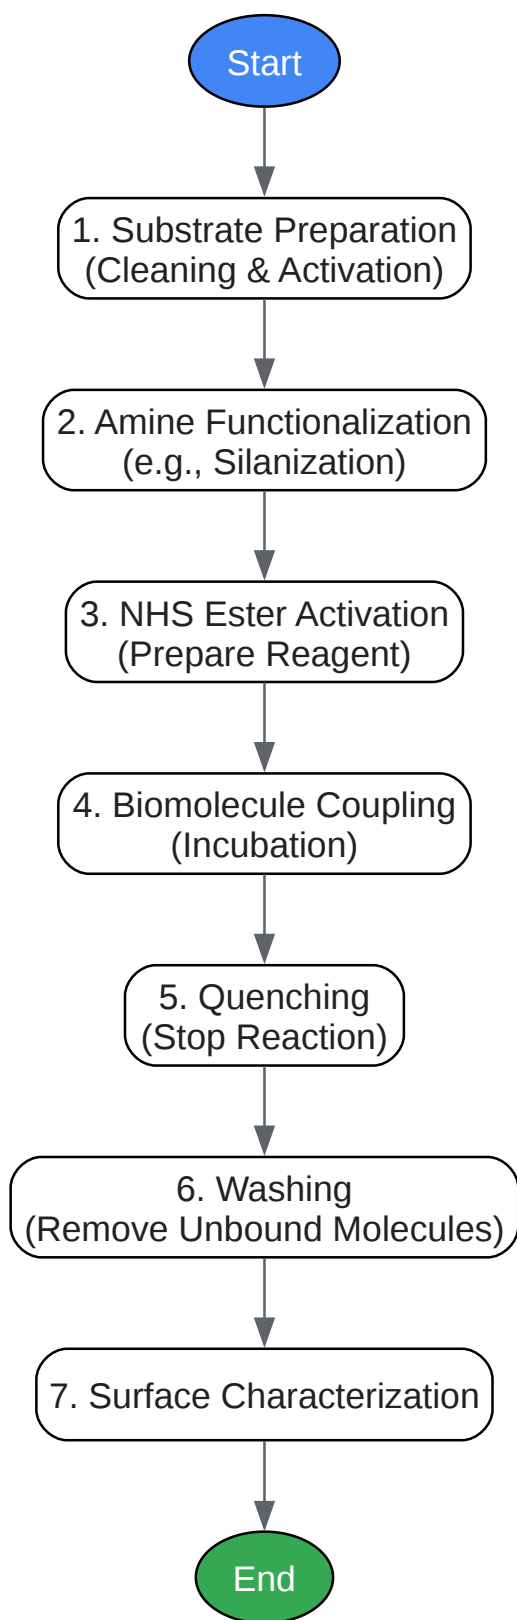 Start
1. Substrate Preparation
(Cleaning & Activation)
2. Amine Functionalization
(e.g., Silanization)
3. NHS Ester Activation
(Prepare Reagent)
4. Biomolecule Coupling
(Incubation)
5. Quenching
(Stop Reaction)
6. Washing
(Remove Unbound Molecules)
7. Surface Characterization
End